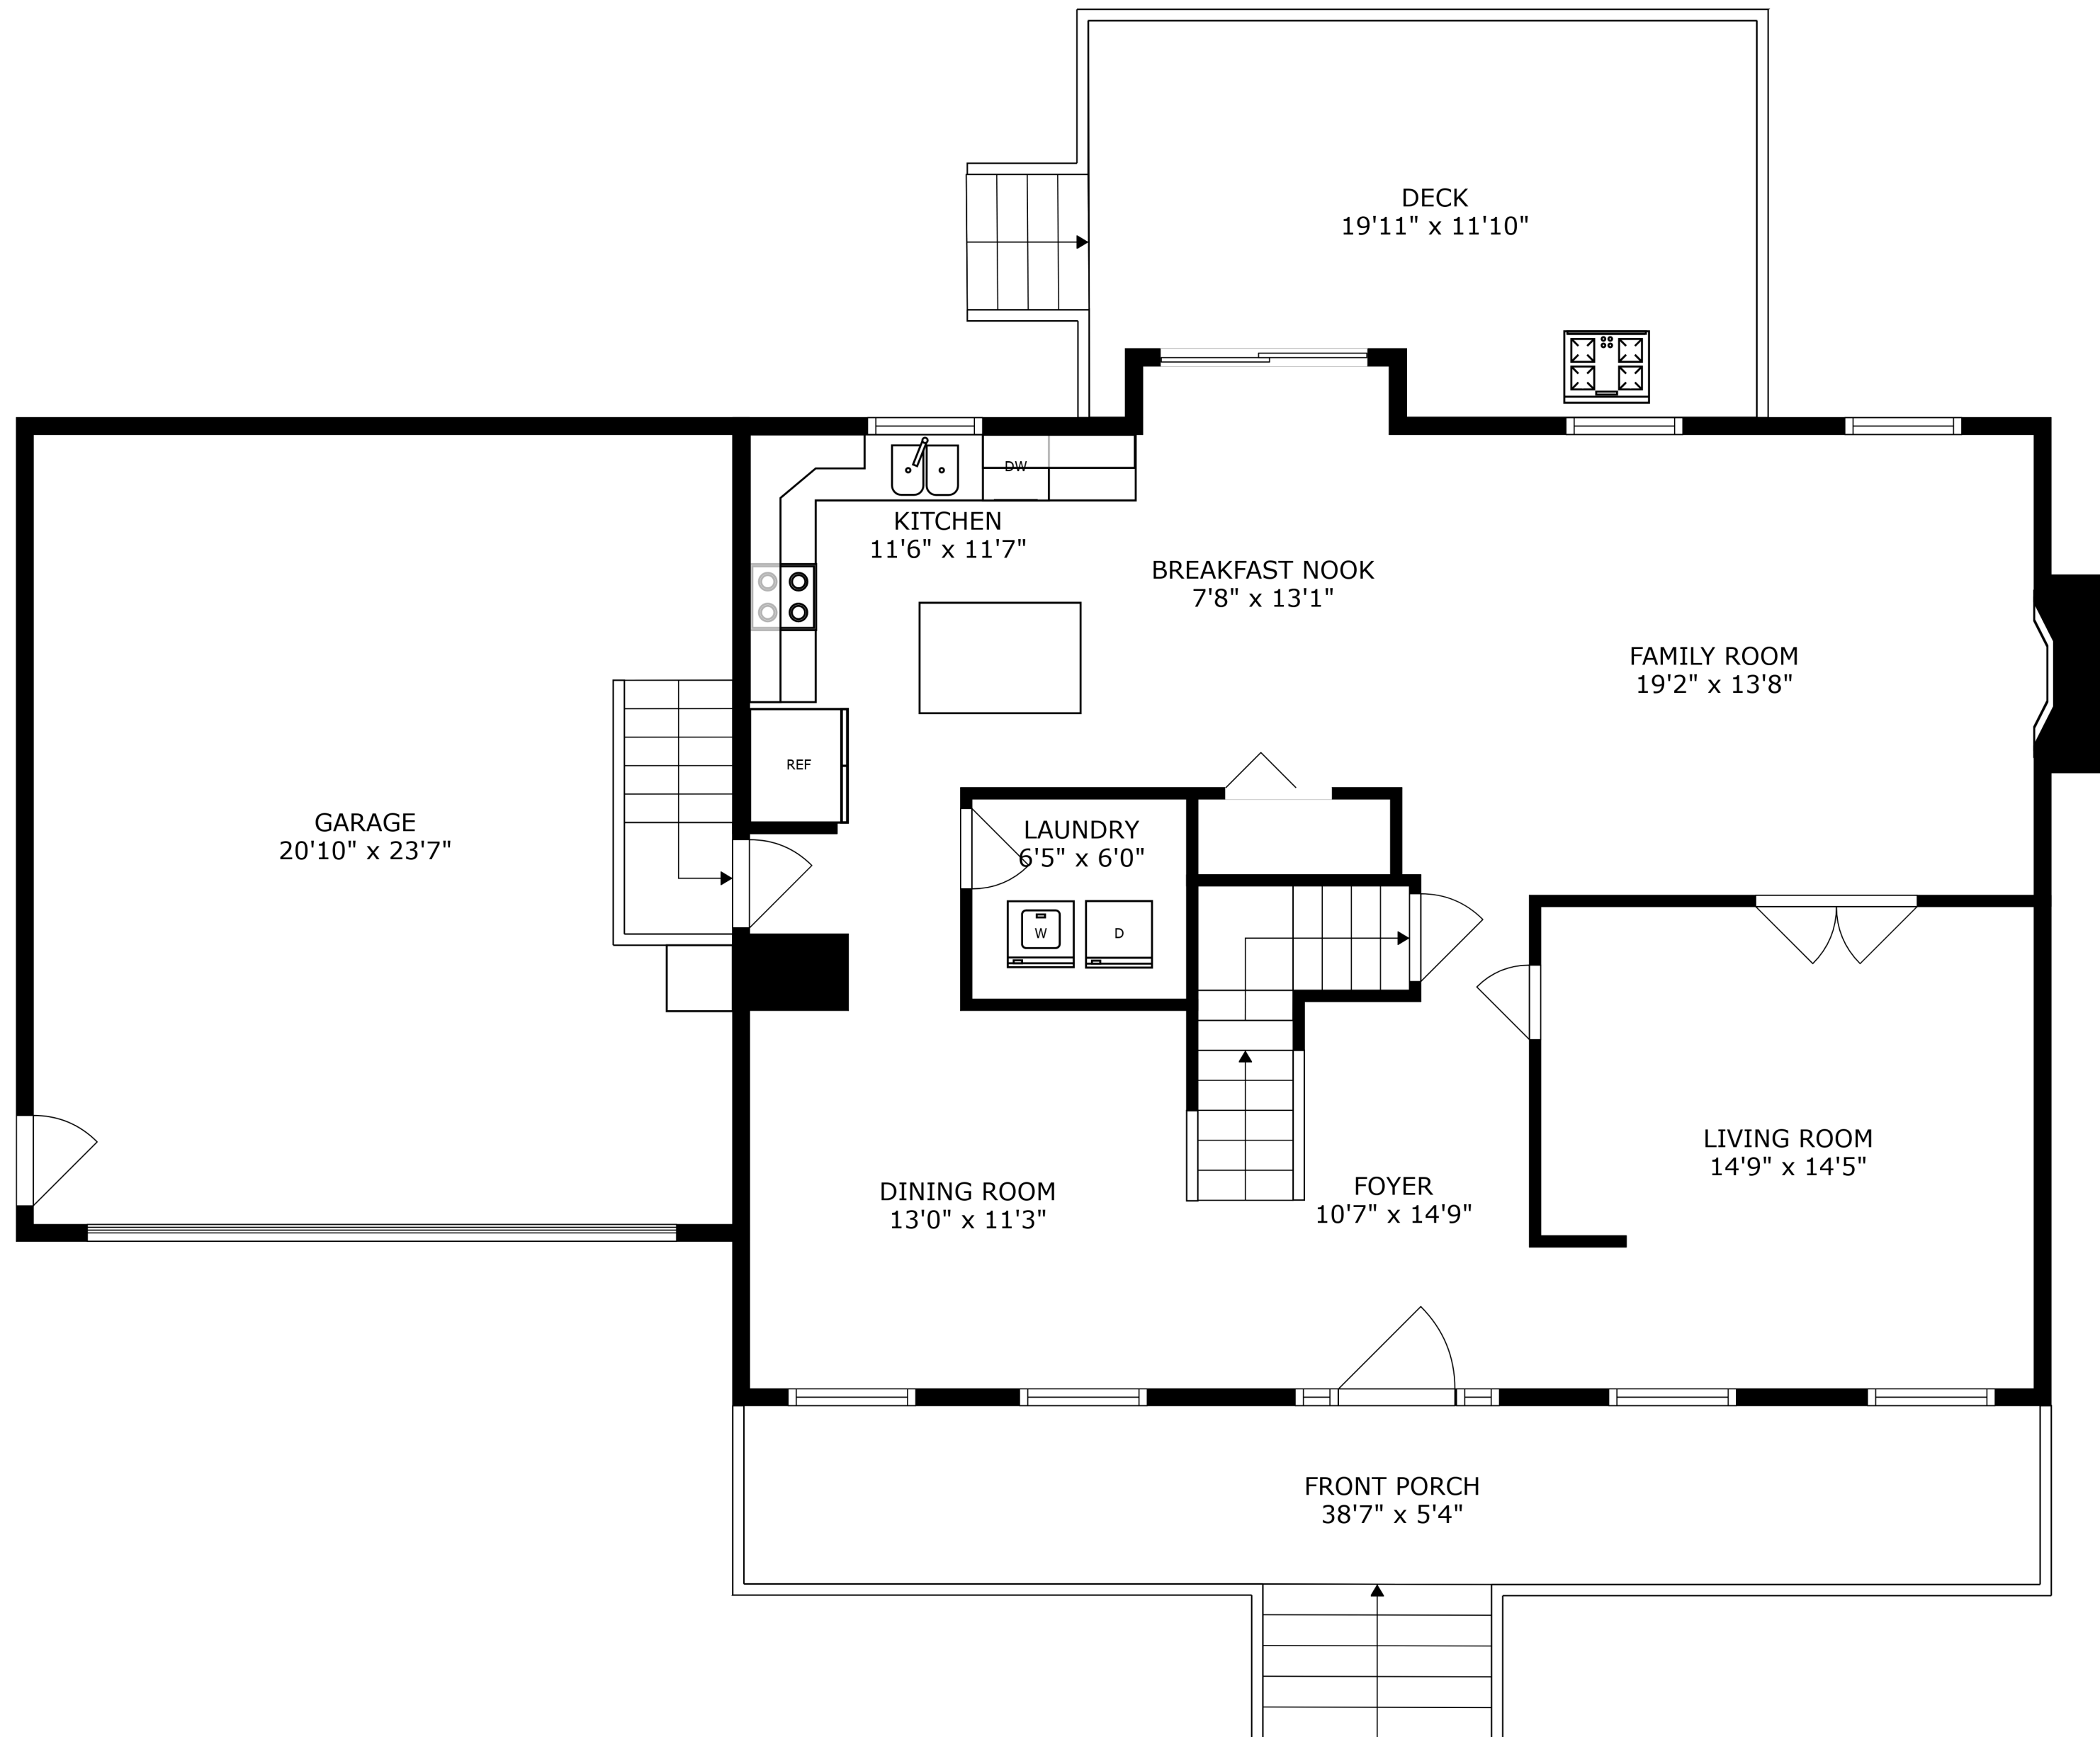 DECK
19'11" x 11'10"
DW
KITCHEN
11'6" x 11'7"
BREAKFAST NOOK
7'8" x 13'1"
FAMILY ROOM
19'2" x 13'8"
REF
GARAGE
20'10" x 23'7"
LAUNDRY
6'5" x 6'0"
W
D
LIVING ROOM
14'9" x 14'5"
DINING ROOM
13'0" x 11'3"
FOYER
10'7" x 14'9"
FRONT PORCH
38'7" x 5'4"